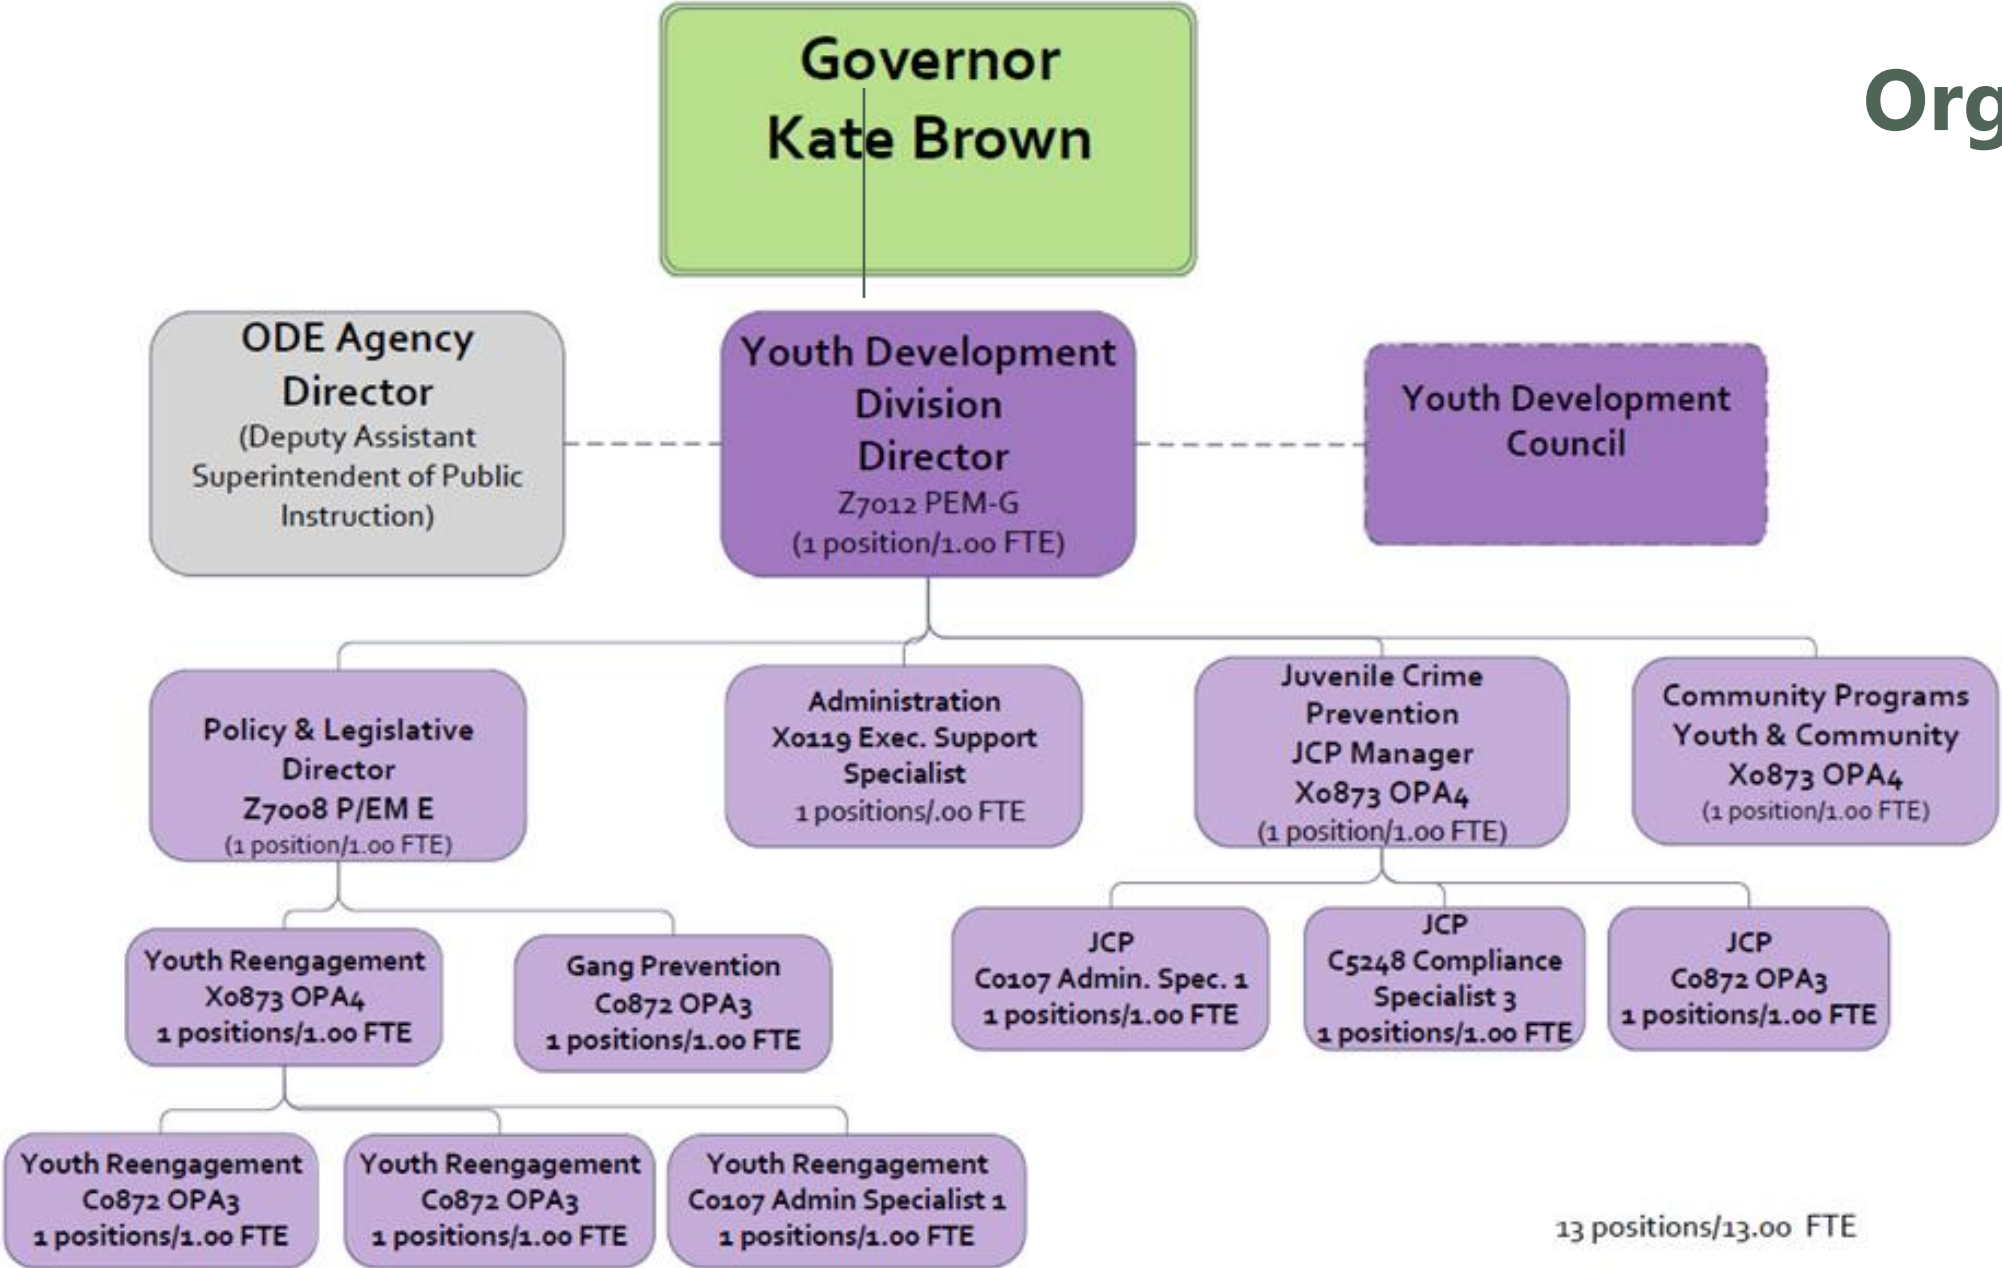 Governor
Kate Brown
Org
ODE Agency
Director
(Deputy Assistant
Superintendent of Public
Instruction)
Youth Development
Division
Director
Z7012 PEM-G
(1 position/1.00 FTE)
Youth Development
Council
Policy & Legislative
Director
Z7008 P/EM E
(1 position/1.00 FTE)
Administration
X0119 Exec. Support
Specialist
1 positions/.00 FTE
Juvenile Crime
Prevention
JCP Manager
X0873 OPA4
(1 position/1.00 FTE)
Community Programs
Youth & Community
X0873 OPA4
(1 position/1.00 FTE)
Youth Reengagement
X0873 OPA4
1 positions/1.00 FTE
Gang Prevention
C0872 OPA3
1 positions/1.00 FTE
JCP
C0107 Admin. Spec. 1
1 positions/1.00 FTE
JCP
C5248 Compliance
Specialist 3
1 positions/1.00 FTE
JCP
C0872 OPA3
1 positions/1.00 FTE
Youth Reengagement
C0872 OPA3
1 positions/1.00 FTE
Youth Reengagement
C0872 OPA3
1 positions/1.00 FTE
Youth Reengagement
C0107 Admin Specialist 1
1 positions/1.00 FTE
13 positions/13.00 FTE